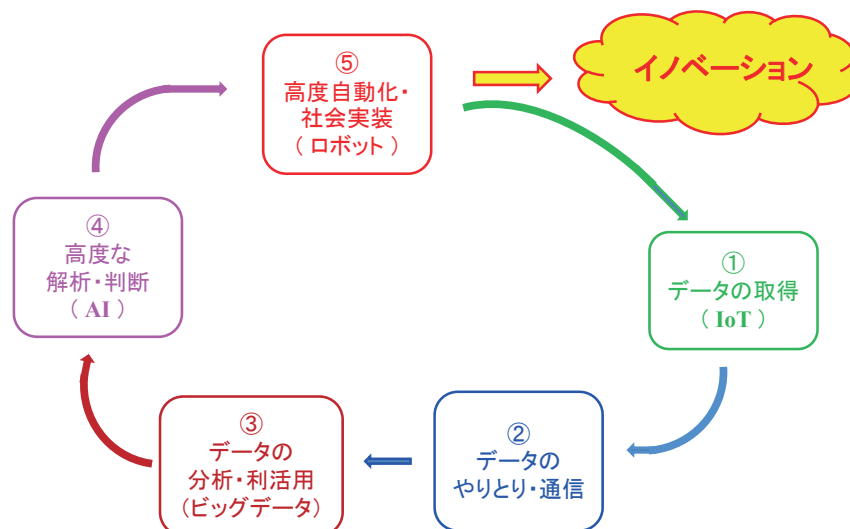 ⑤
高度自動化・
社会実装
（ ロボット ）
イノベーション
①
データの取得
（ IoT ）
②
データの
やりとり・通信
③
データの
分析・利活用
（ビッグデータ）
④
高度な
解析・判断
（ AI ）